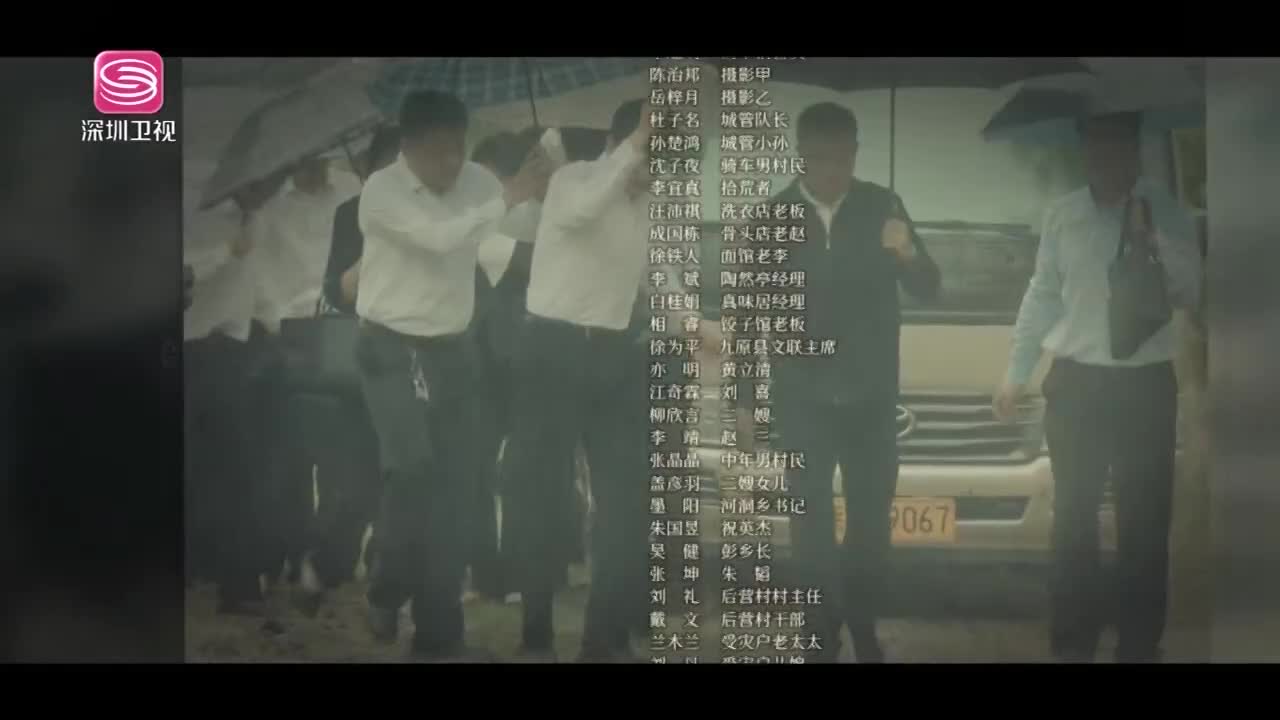 深圳卫视
陈治邦 摄影甲
岳梓月 摄影乙
杜子名 城管队长
孙楚鸿 城管小孙
沈子夜 骑车男村民
李宜真 拾荒者
汪沛祺 洗衣店老板
成国栋 骨头店老赵
徐铁人 面馆老李
李 斌 陶然亭经理
白桂娟 真味居经理
相 睿 饺子馆老板
徐为平 九原县文联主席
亦 明 黄立清
江奇霖 刘 喜
柳欣言 三 嫂
李 靖 赵 三
张晶晶 中年男村民
盖彦羽 二嫂女儿
墨 阳 河洞乡书记
朱国昱 祝英杰
吴 健 彭乡长
张 坤 朱 韬
刘 礼 后营村村主任
戴 文 后营村干部
兰木兰 受灾户老太太
9067